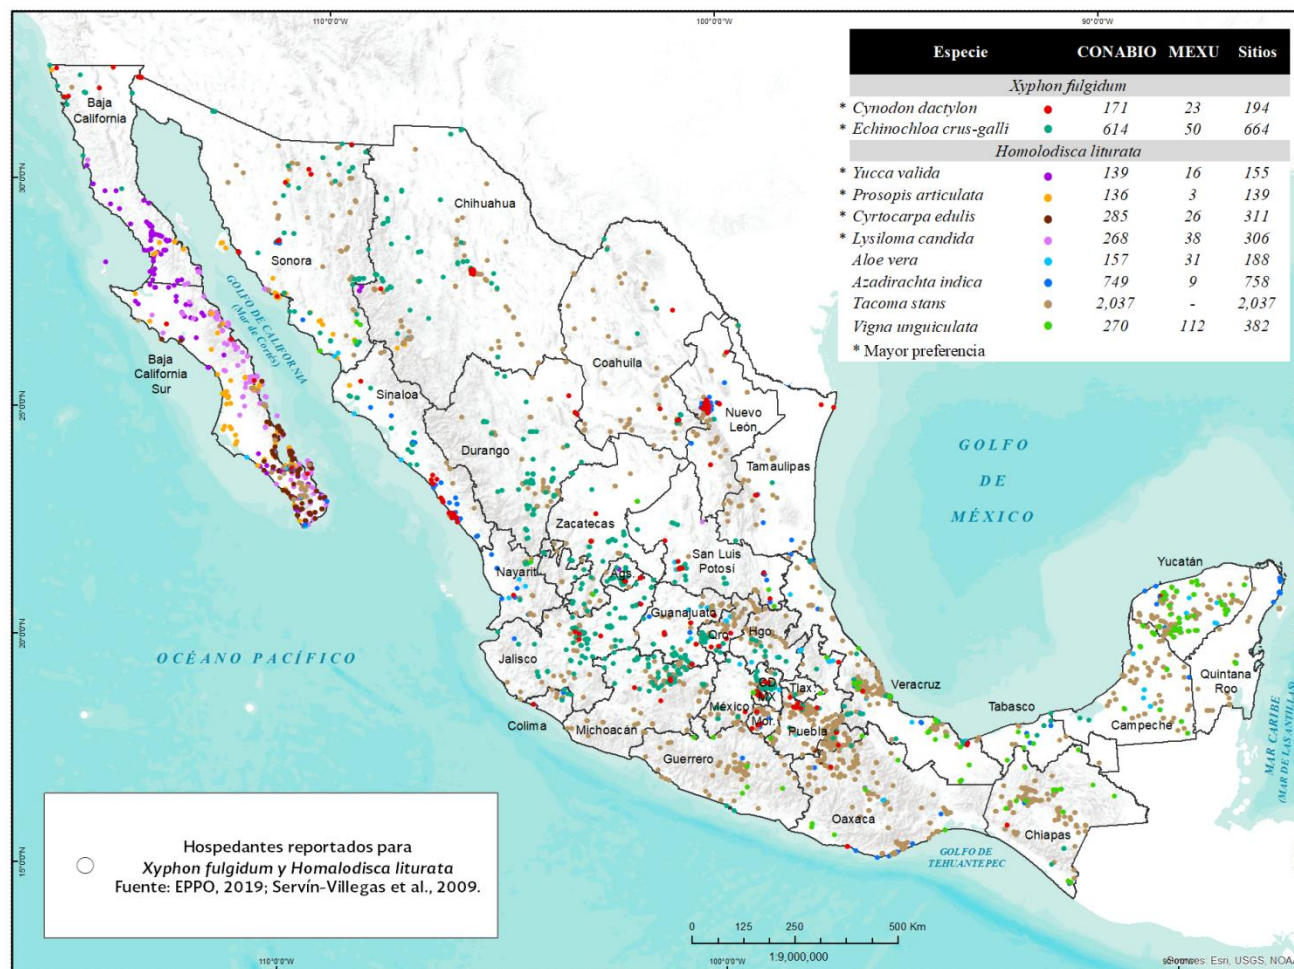 110°0'0"W
100°0'0"W
90°0'0"W
Especie CONABIO MEXU Sitios
Xyphon fulgidum
* Cynodon dactylon 171 23 194
* Echinochloa crus-galli 614 50 664
Homolodisca liturata
* Yucca valida 139 16 155
* Prosopis articulata 136 3 139
* Cyrtocarpa edulis 285 26 311
* Lysiloma candida 268 38 306
Aloe vera 157 31 188
Azadirachta indica 749 9 758
Tacoma stans 2,037 - 2,037
Vigna unguiculata 270 112 382
* Mayor preferencia
30°0'0"N
25°0'0"N
20°0'0"N
15°0'0"N
Baja
California
Sonora
Chihuahua
GOLFO DE CALIFORNIA
(Mar de Cortés)
Baja
California
Sur
Sinaloa
Coahuila
Nuevo
León
Durango
Tamaulipas
Zacatecas
San Luis
Potosí
Nayarit
Ags.
Guanajuato
Qro.
Hgo.
Jalisco
CD
MX
Tlax.
México
Mor.
Puebla
Veracruz
Colima
Michoacán
Guerrero
Oaxaca
Tabasco
Chiapas
Campeche
Yucatán
Quintana
Roo
GOLFO
DE
MÉXICO
OCÉANO PACÍFICO
GOLFO DE
TEHUANTEPEC
MAR CARIBE
(MAR DE LAS ANTILLAS)
Hospedantes reportados para
Xyphon fulgidum y Homalodisca liturata
Fuente: EPPO, 2019; Servín-Villegas et al., 2009.
0 125 250 500 Km
1:9,000,000
110°0'0"W
100°0'0"W
Esri, USGS, NOAA